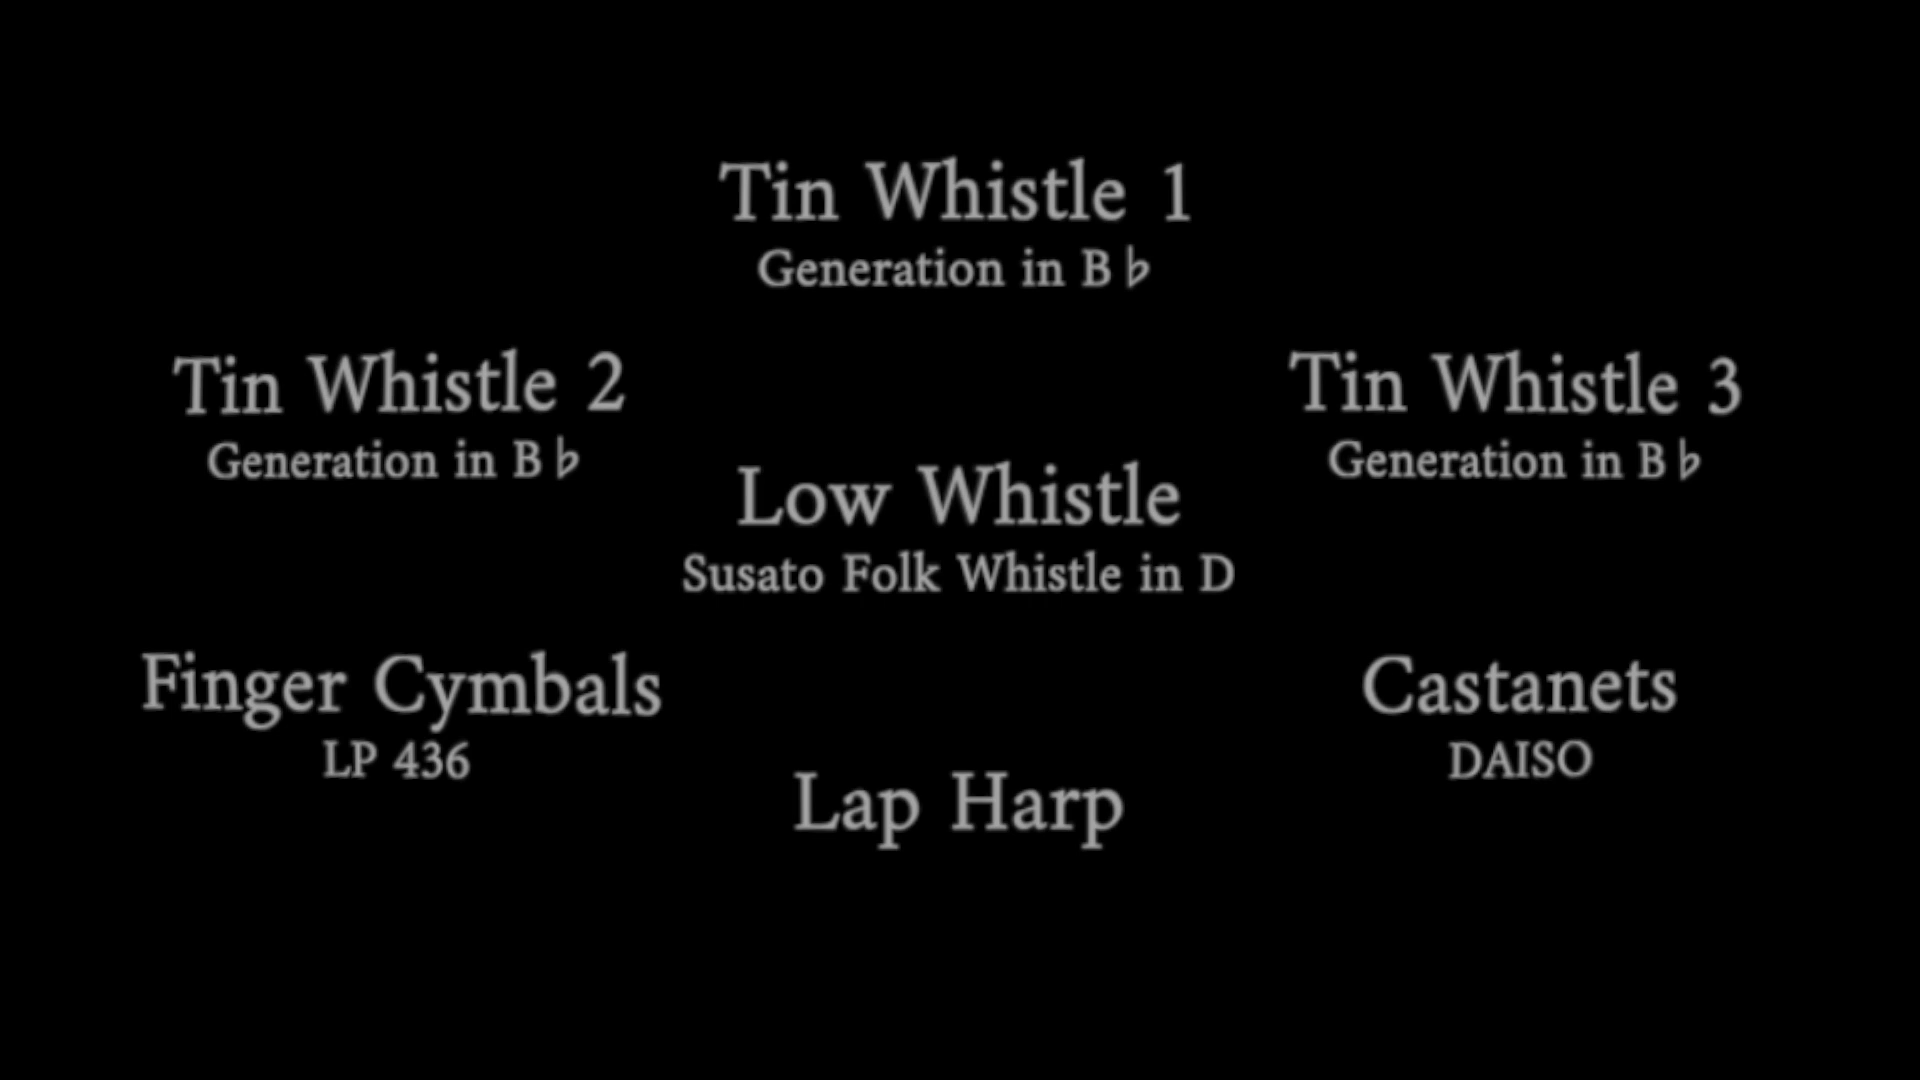 Tin Whistle 1
Generation in B♭
Tin Whistle 2
Generation in B♭
Tin Whistle 3
Generation in B♭
Low Whistle
Susato Folk Whistle in D
Finger Cymbals
LP 436
Castanets
DAISO
Lap Harp